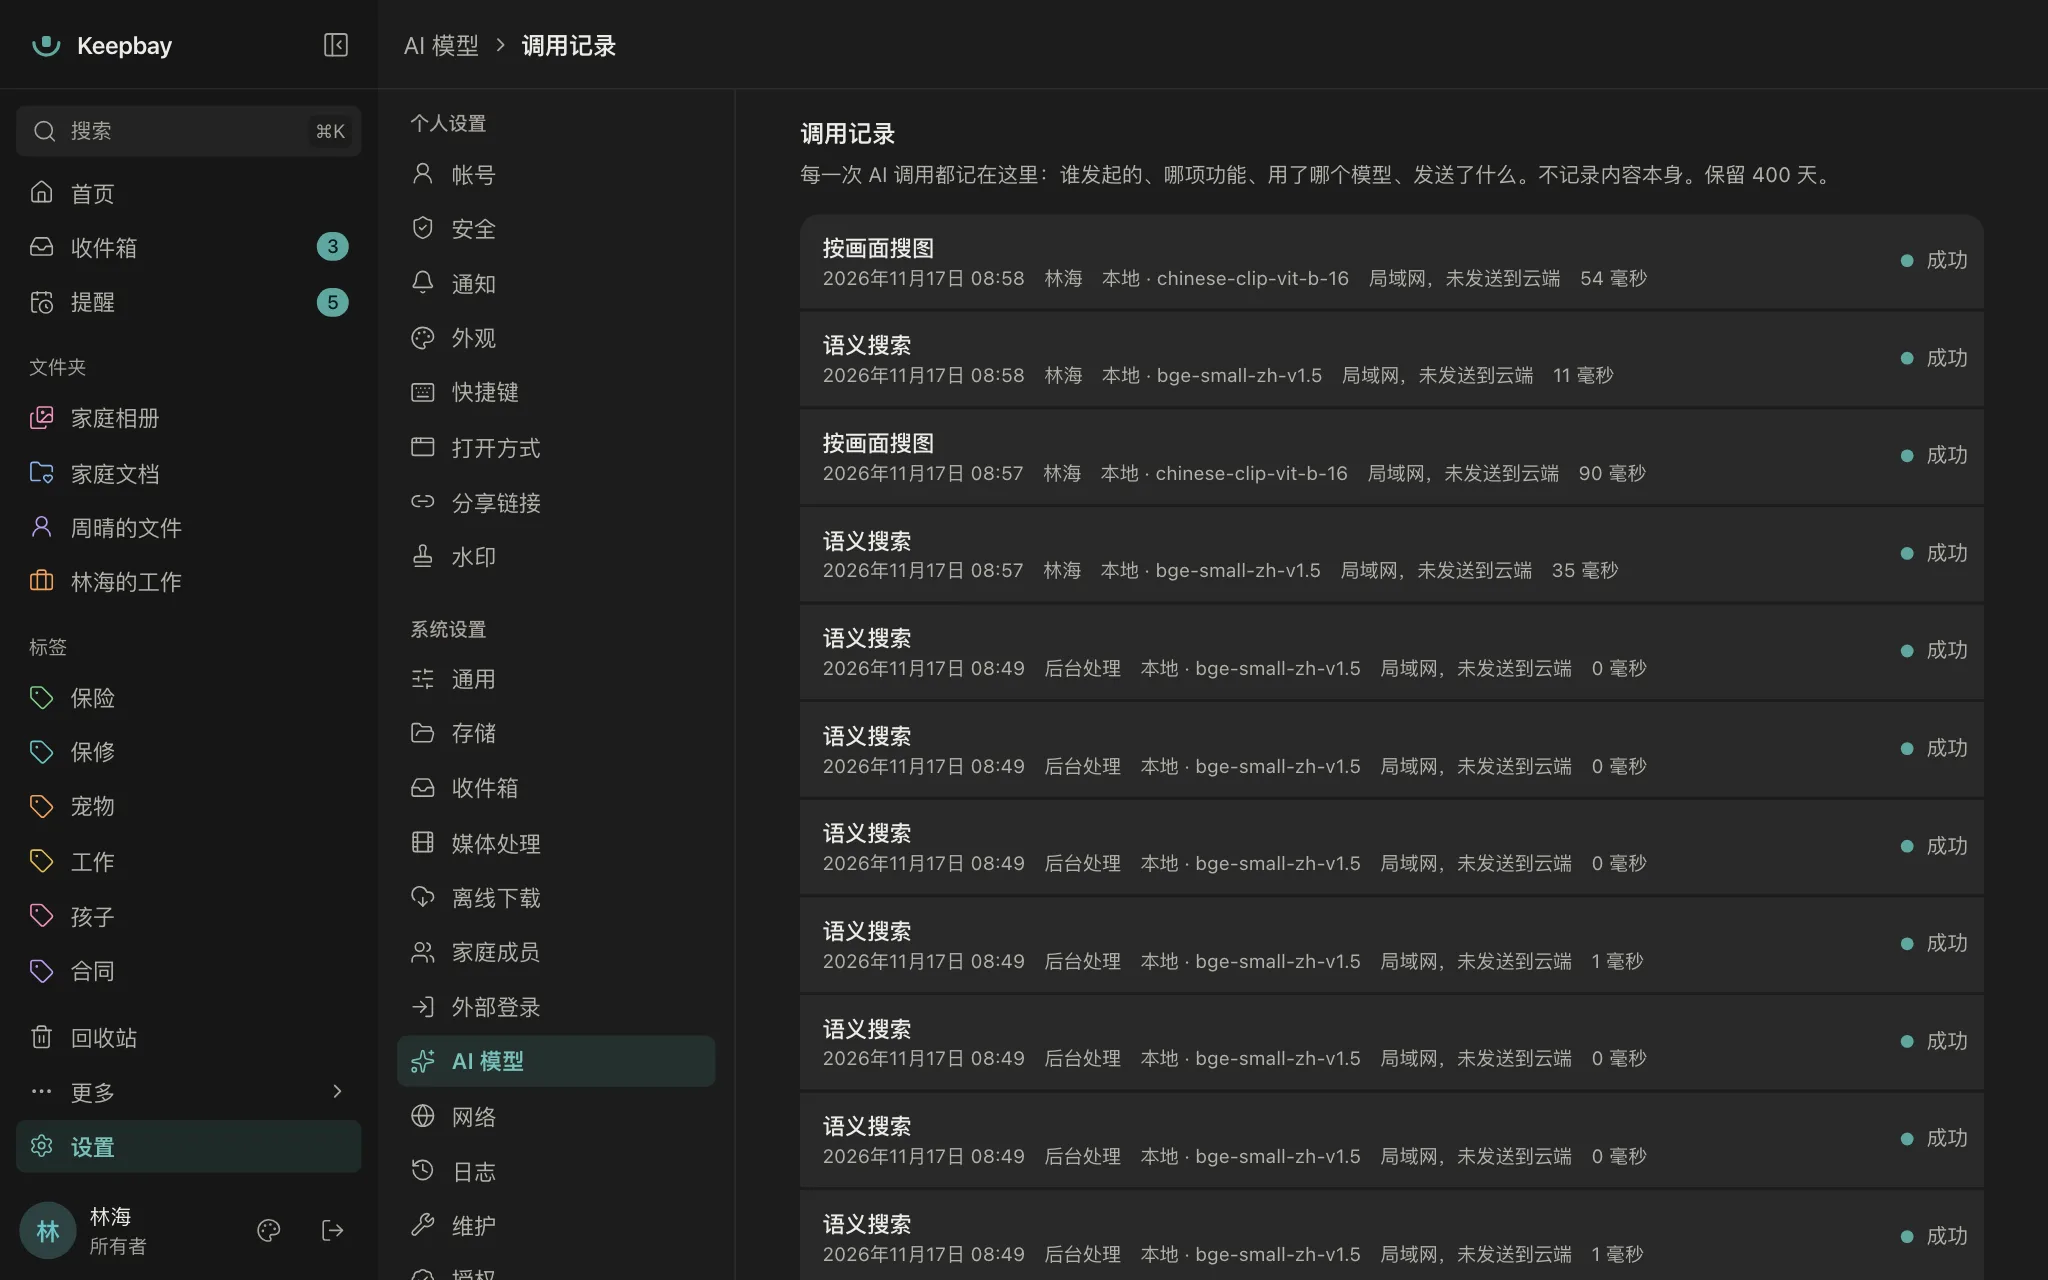 Keepbay
搜索
⌘K
首页
收件箱
3
提醒
5
文件夹
家庭相册
家庭文档
周晴的文件
林海的工作
标签
保险
保修
宠物
工作
孩子
合同
回收站
更多
设置
林
林海
所有者
AI 模型 > 调用记录
个人设置
帐号
安全
通知
外观
快捷键
打开方式
分享链接
水印
系统设置
通用
存储
收件箱
媒体处理
离线下载
家庭成员
外部登录
AI 模型
网络
日志
维护
授权
调用记录
每一次 AI 调用都记在这里：谁发起的、哪项功能、用了哪个模型、发送了什么。不记录内容本身。保留 400 天。
按画面搜图
2026年11月17日 08:58 林海 本地 · chinese-clip-vit-b-16 局域网，未发送到云端 54 毫秒
成功
语义搜索
2026年11月17日 08:58 林海 本地 · bge-small-zh-v1.5 局域网，未发送到云端 11 毫秒
成功
按画面搜图
2026年11月17日 08:57 林海 本地 · chinese-clip-vit-b-16 局域网，未发送到云端 90 毫秒
成功
语义搜索
2026年11月17日 08:57 林海 本地 · bge-small-zh-v1.5 局域网，未发送到云端 35 毫秒
成功
语义搜索
2026年11月17日 08:49 后台处理 本地 · bge-small-zh-v1.5 局域网，未发送到云端 0 毫秒
成功
语义搜索
2026年11月17日 08:49 后台处理 本地 · bge-small-zh-v1.5 局域网，未发送到云端 0 毫秒
成功
语义搜索
2026年11月17日 08:49 后台处理 本地 · bge-small-zh-v1.5 局域网，未发送到云端 0 毫秒
成功
语义搜索
2026年11月17日 08:49 后台处理 本地 · bge-small-zh-v1.5 局域网，未发送到云端 1 毫秒
成功
语义搜索
2026年11月17日 08:49 后台处理 本地 · bge-small-zh-v1.5 局域网，未发送到云端 0 毫秒
成功
语义搜索
2026年11月17日 08:49 后台处理 本地 · bge-small-zh-v1.5 局域网，未发送到云端 0 毫秒
成功
语义搜索
2026年11月17日 08:49 后台处理 本地 · bge-small-zh-v1.5 局域网，未发送到云端 1 毫秒
成功